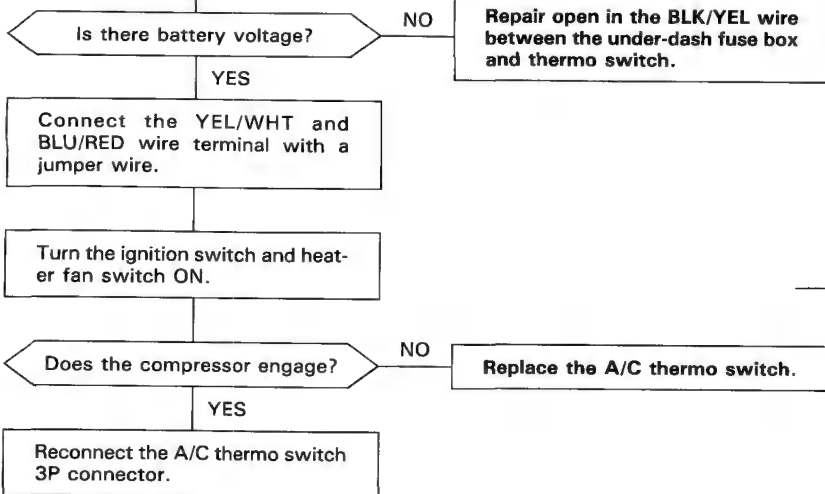 Is there battery voltage?
NO
Repair open in the BLK/YEL wire
between the under-dash fuse box
and thermo switch.
YES
Connect the YEL/WHT and
BLU/RED wire terminal with a
jumper wire.
Turn the ignition switch and heat-
er fan switch ON.
Does the compressor engage?
NO
Replace the A/C thermo switch.
YES
Reconnect the A/C thermo switch
3P connector.